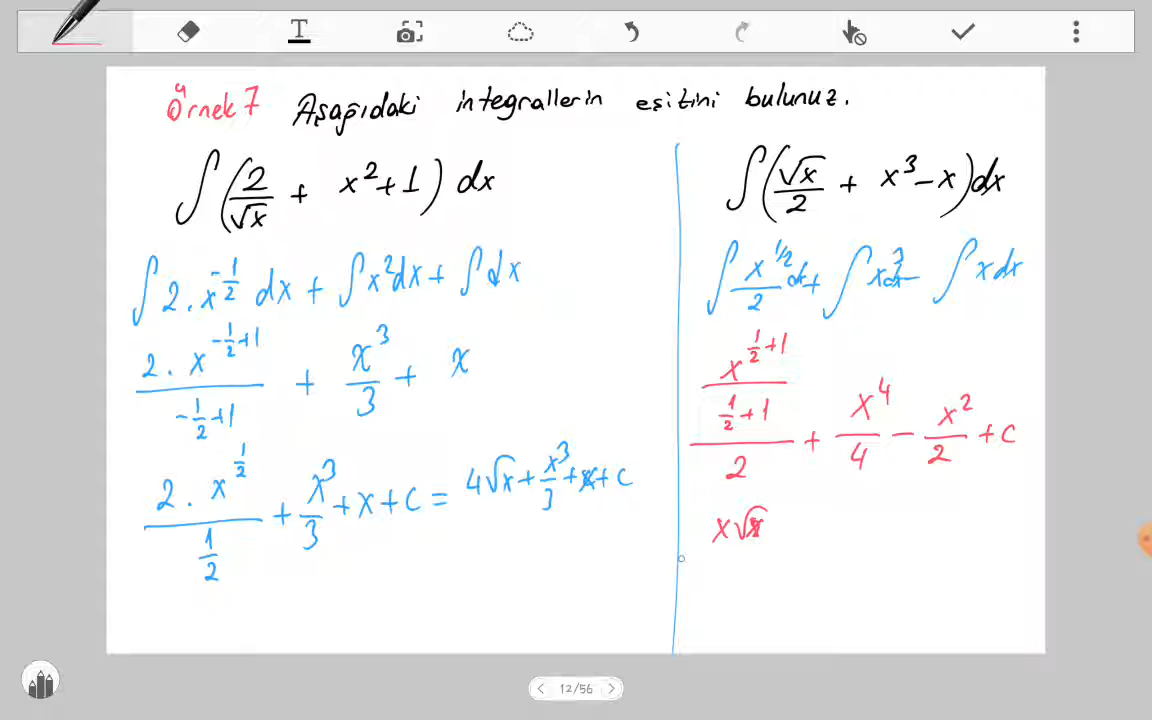 Örnek 7 Aşağıdaki integrallerin eşitini bulunuz.
∫(2/√x + x²+1) dx
∫2.x^(-1/2) dx + ∫x²dx + ∫dx
2.x^(-1/2+1)/(-1/2+1) + x³/3 + x
2.x^(1/2)/(1/2) + x³/3 + x + c = 4√x + x³/3 + x + c
∫(√x/2 + x³-x)dx
∫x^(1/2)/2 dx + ∫x³dx - ∫xdx
(x^(1/2+1)/(1/2+1))/2 + x⁴/4 - x²/2 + c
x√x
12/56